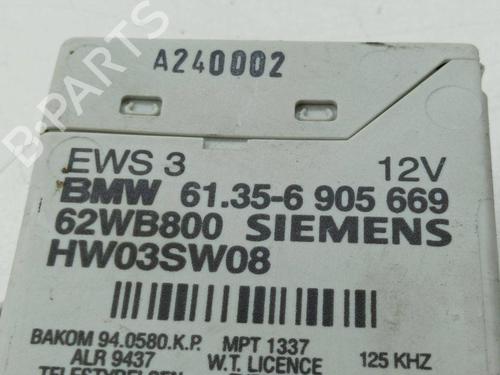 A240002
EWS 3 12V
BMW 61.35-6 905 669
62WB800 SIEMENS
HW03SW08
BAKOM 94.0580.K.P. MPT 1337
ALR 9437 W.T. LICENCE 125 KHZ
B-PARTS